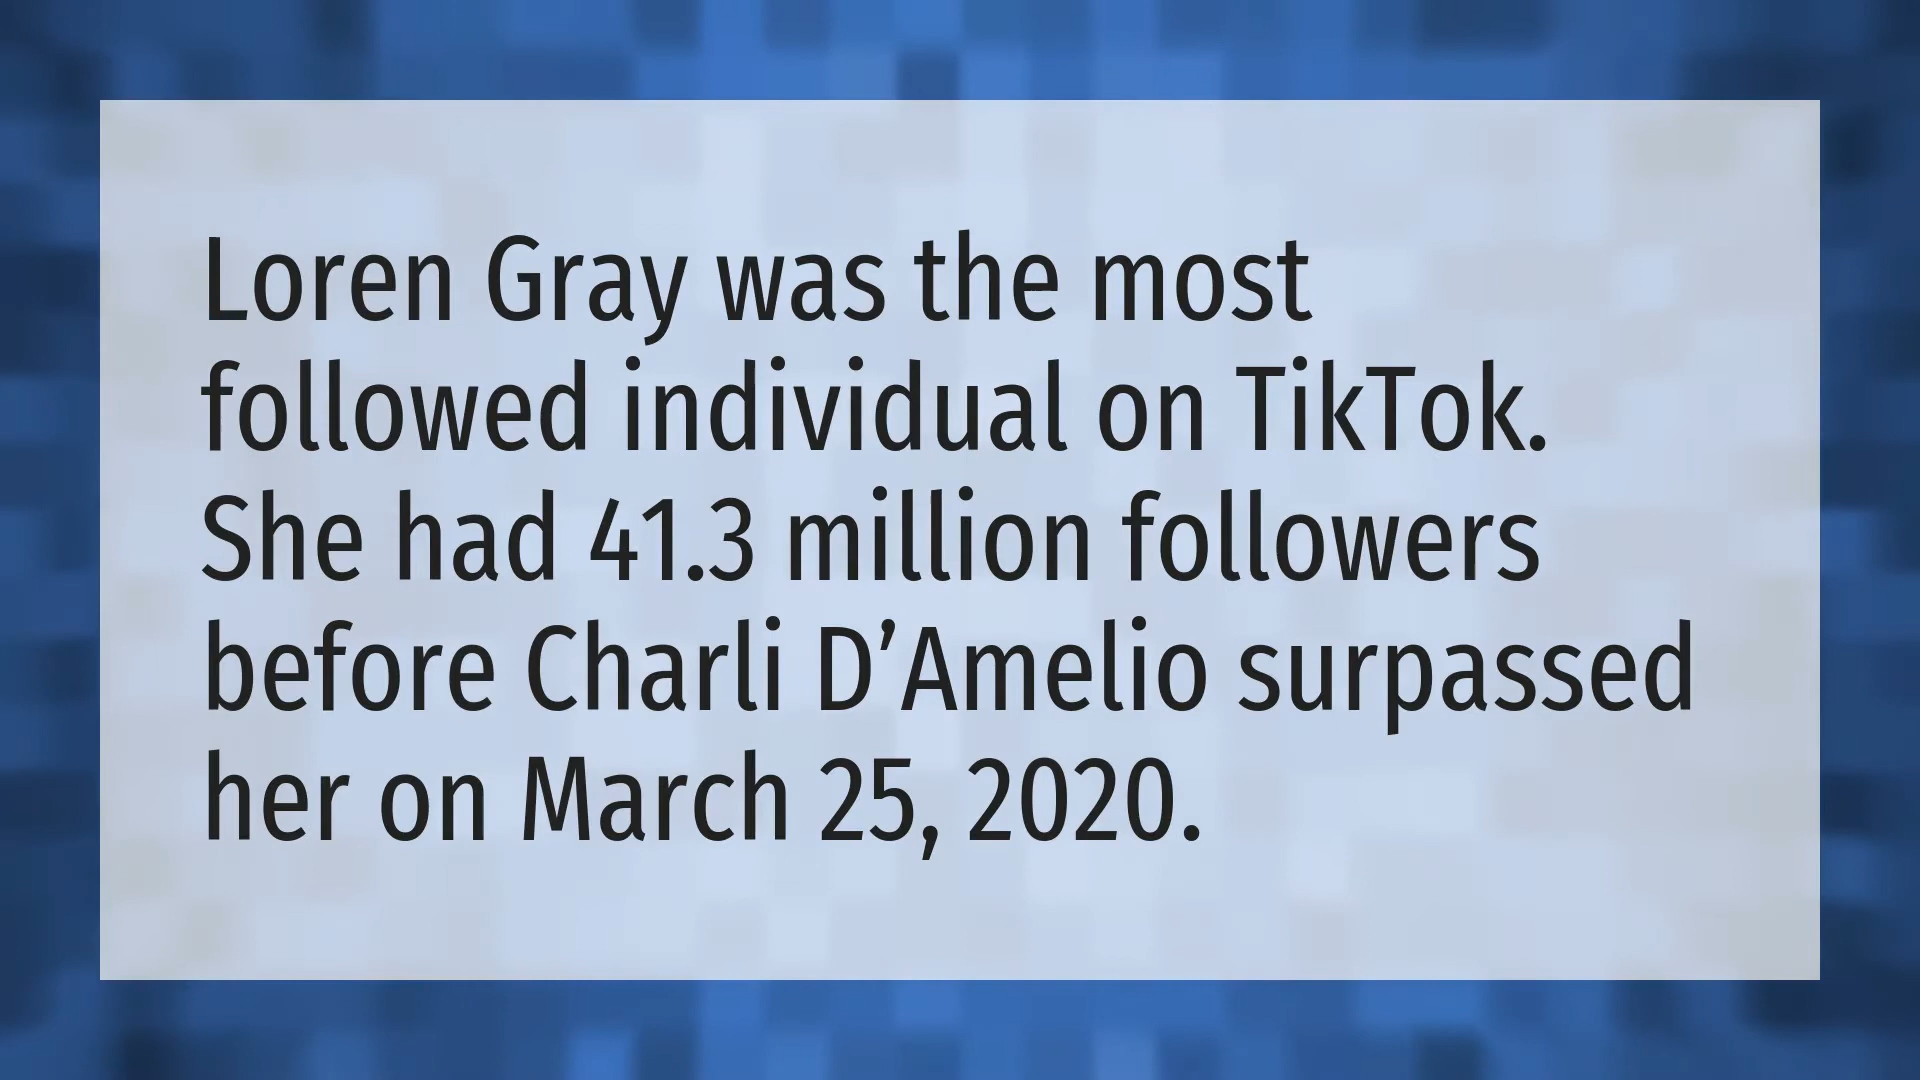 Loren Gray was the most
followed individual on TikTok.
She had 41.3 million followers
before Charli D’Amelio surpassed
her on March 25, 2020.